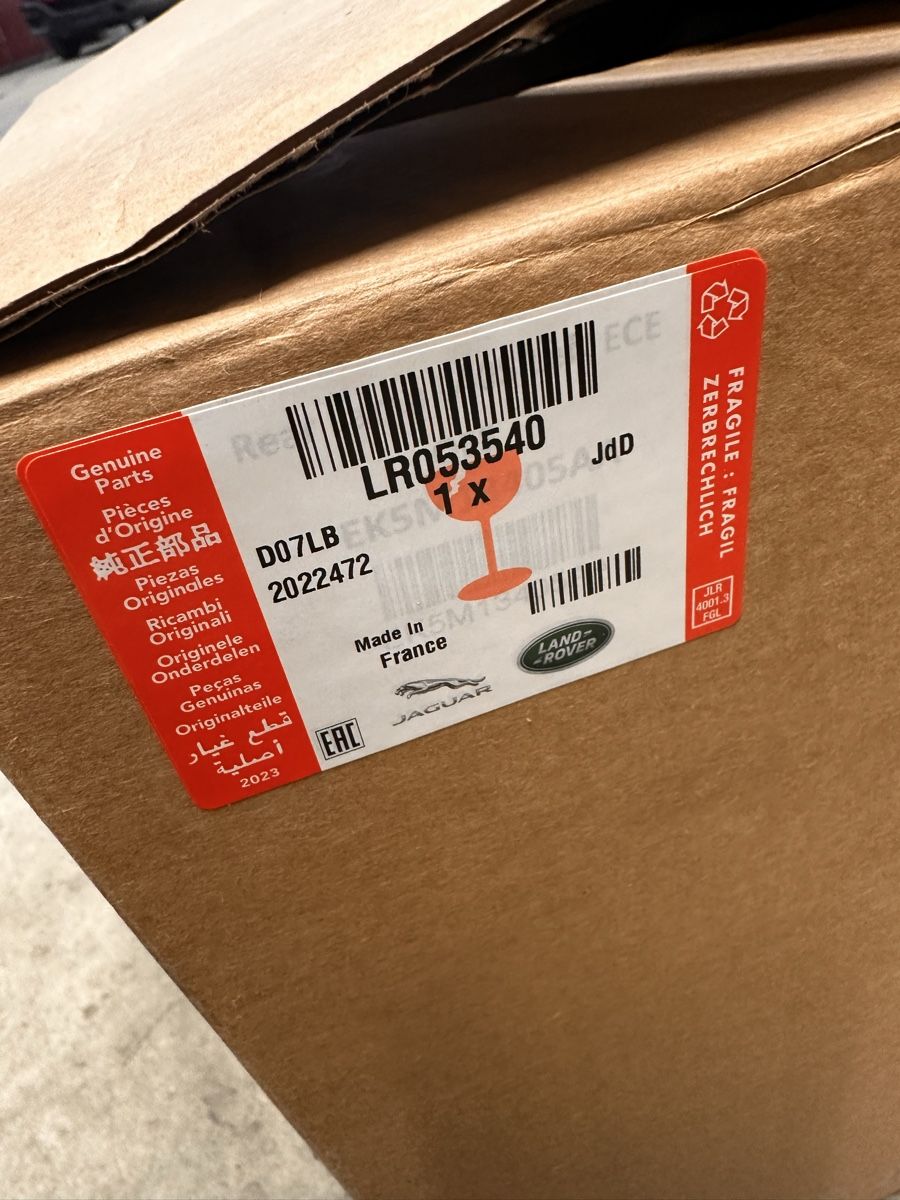 Genuine
Parts
Pièces
d'Origine
純正部品
Piezas
Originales
Ricambi
Originali
Originele
Onderdelen
Peças
Genuinas
Originalteile
قطع غيار
أصلية
2023
ECE
LR053540
1 x
JdD
D07LB
2022472
Made In
France
EAC
JAGUAR
LAND-
-ROVER
FRAGILE : FRAGIL
ZERBRECHLICH
JLR
4001.3
FGL